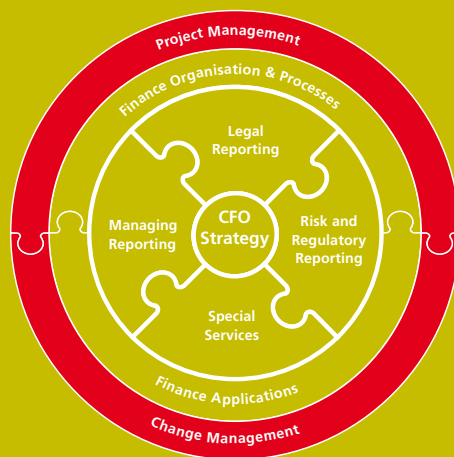 Project Management
Finance Organisation & Processes
Legal
Reporting
CFO
Strategy
Managing
Reporting
Risk and
Regulatory
Reporting
Special
Services
Finance Applications
Change Management